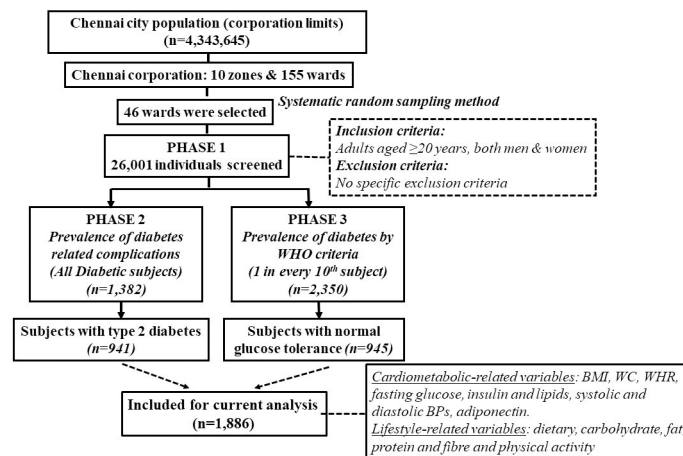 Chennai city population (corporation limits)
(n=4,343,645)
Chennai corporation: 10 zones & 155 wards
46 wards were selected
Systematic random sampling method
PHASE 1
26,001 individuals screened
Inclusion criteria:
Adults aged ≥20 years, both men & women
Exclusion criteria:
No specific exclusion criteria
PHASE 2
Prevalence of diabetes
related complications
(All Diabetic subjects)
(n=1,382)
PHASE 3
Prevalence of diabetes by
WHO criteria
(1 in every 10th subject)
(n=2,350)
Subjects with type 2 diabetes
(n=941)
Subjects with normal
glucose tolerance (n=945)
Included for current analysis
(n=1,886)
Cardiometabolic-related variables: BMI, WC, WHR,
fasting glucose, insulin and lipids, systolic and
diastolic BPs, adiponectin.
Lifestyle-related variables: dietary, carbohydrate, fat,
protein and fibre and physical activity